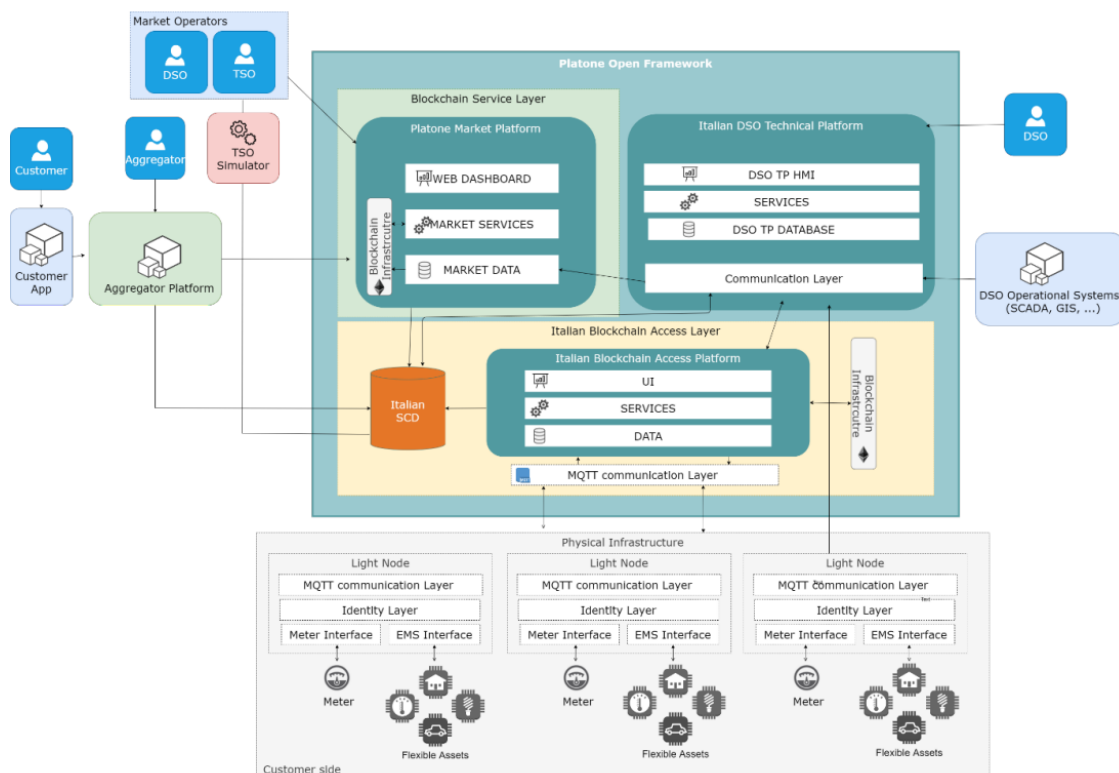 Market Operators
DSO
TSO
Platone Open Framework
Blockchain Service Layer
Platone Market Platform
WEB DASHBOARD
MARKET SERVICES
MARKET DATA
Blockchain
Infrastrcutre
Italian DSO Technical Platform
DSO TP HMI
SERVICES
DSO TP DATABASE
Communication Layer
DSO
Customer
Aggregator
TSO
Simulator
Customer
App
Aggregator Platform
DSO Operational Systems
(SCADA, GIS, ...)
Italian Blockchain Access Layer
Italian Blockchain Access Platform
UI
SERVICES
DATA
Italian
SCD
Blockchain
Infrastrcutre
MQTT communication Layer
Physical Infrastructure
Light Node
MQTT communication Layer
Identity Layer
Meter Interface
EMS Interface
Meter
Flexible Assets
Light Node
MQTT communication Layer
Identity Layer
Meter Interface
EMS Interface
Meter
Flexible Assets
Light Node
MQTT communication Layer
Text
Identity Layer
Meter Interface
EMS Interface
Meter
Flexible Assets
Customer side